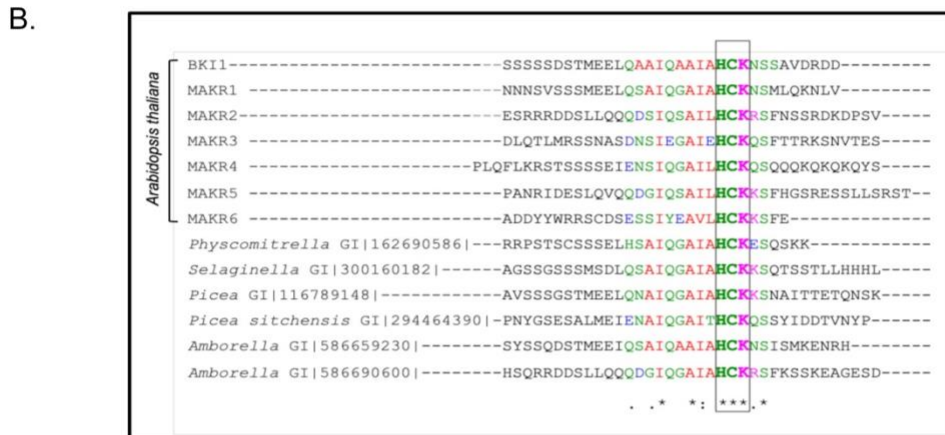 B.
Arabidopsis thaliana
BKI1--------------------------SSSSSDSTMEELQAAIQAAIAHCKNSSAVDRDD---------
MAKR1-------------------------NNNSVSSSMEELQSAIQGAIAHCKNSMLQKNLV---------
MAKR2-------------------------ESRRRDDSLLQQQDSIQSAILHCKRSFNSSRDKDPSV-----
MAKR3-------------------------DLQTLMRSSNASDNSIEGAIEHCKQSFTTRKSNVTES-----
MAKR4----------------------PLQFLKRSTSSSSEIENSIQGAILHCKQSQQQKQKQKQYS------
MAKR5-------------------------PANRIDESLQVQQDGIQSAILHCKKSFHGSRESSLLSRST--
MAKR6-------------------------ADDYYWRRSCDSESSIYEAVLHCKKSFE--------------
Physcomitrella GI|162690586|---RRPSTSCSSSELHSAIQGAIAHCKESQSKK------------
Selaginella GI|300160182|------AGSSGSSSMSDLQSAIQGAIAHCKKSQTSSTLLHHHL-----
Picea GI|116789148|------------AVSSSGSTMEELQNAIQGAIAHCKKSNAITTETQNSK-----
Picea sitchensis GI|294464390|-PNYGSESALMEIENAIQGAITHCKQSSYIDDTVNYP------
Amborella GI|586659230|--------SYSSQDSTMEEIQSAIQAAIAHCKNSISMKENRH--------
Amborella GI|586690600|--------HSQRRDDSLLQQQDGIQGAIAHCKRSFKSSKEAGESD-----
. .* *: ***.*